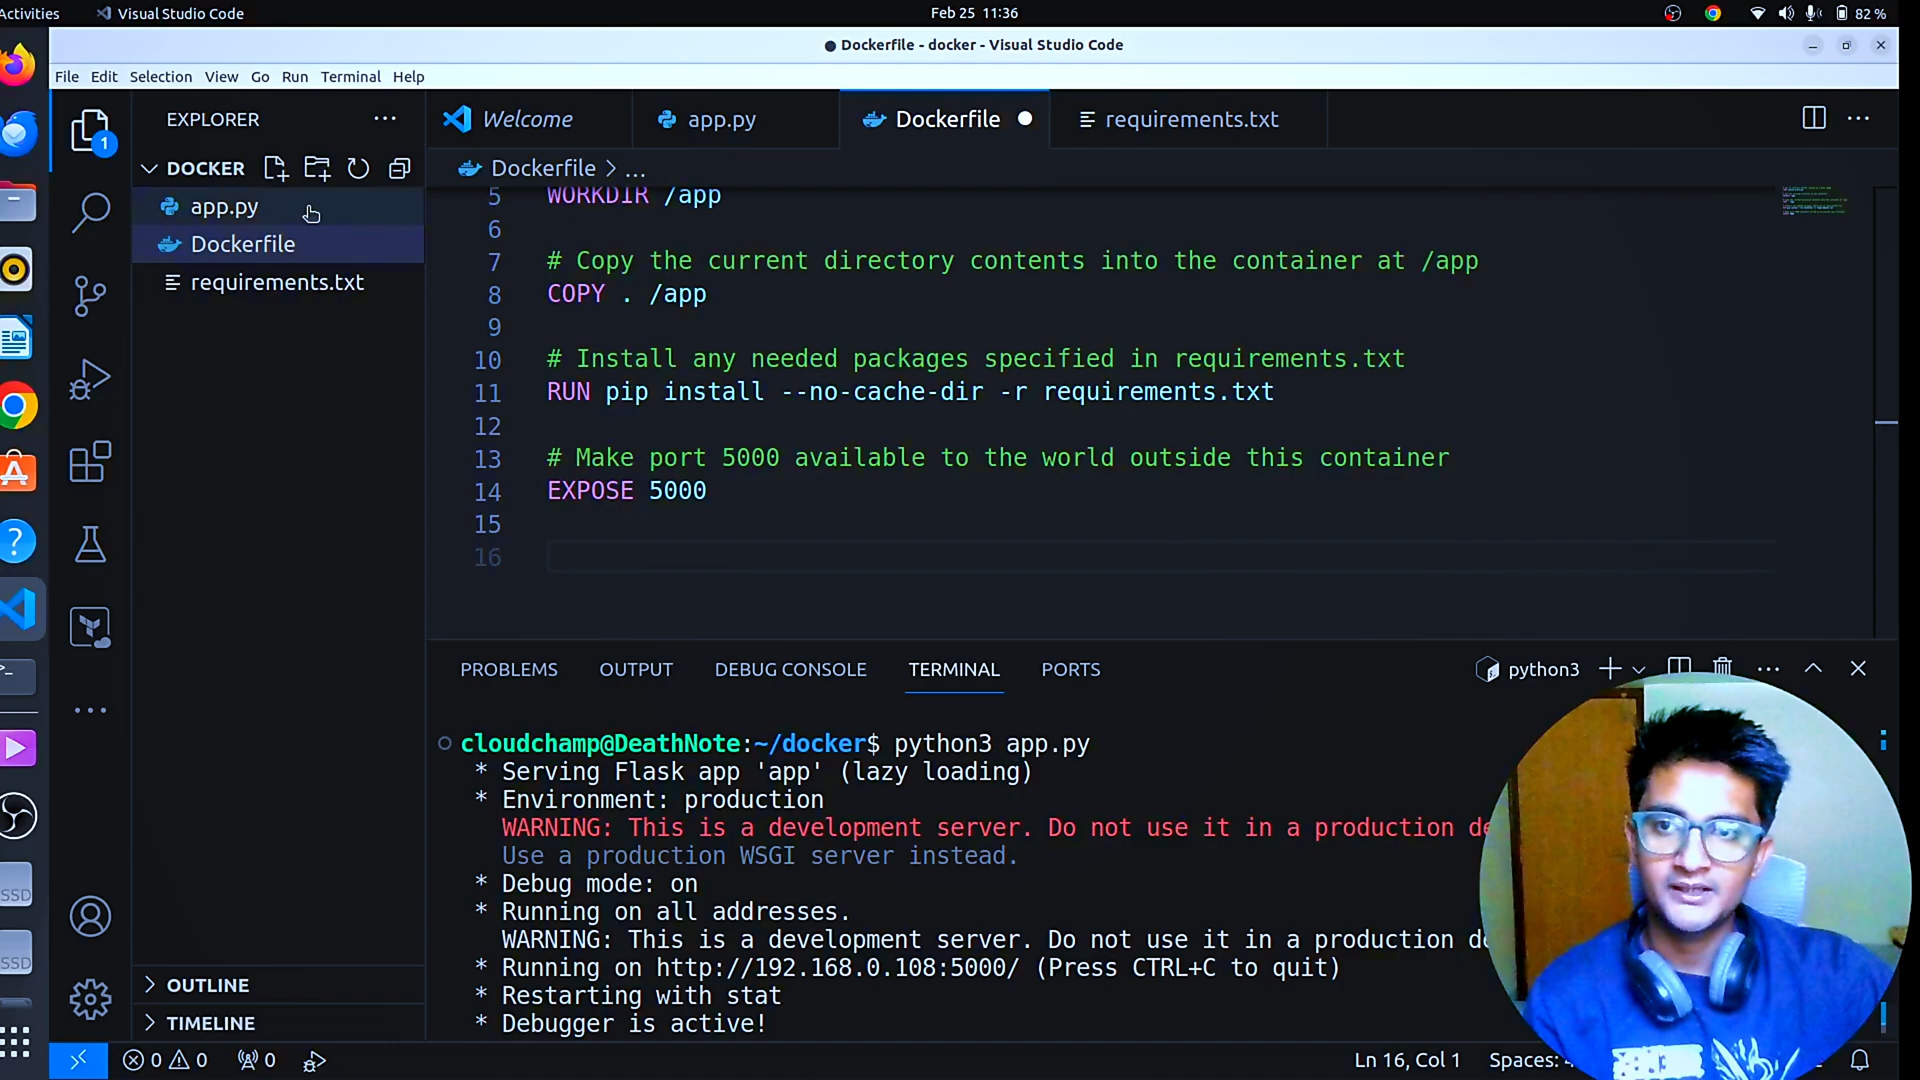 Activities
Visual Studio Code
Feb 25 11:36
82 %
● Dockerfile - docker - Visual Studio Code
File Edit Selection View Go Run Terminal Help
EXPLORER
1
DOCKER
app.py
Dockerfile
requirements.txt
OUTLINE
TIMELINE
Welcome
app.py
Dockerfile
requirements.txt
Dockerfile > ...
5 WORKDIR /app
6
7 # Copy the current directory contents into the container at /app
8 COPY . /app
9
10 # Install any needed packages specified in requirements.txt
11 RUN pip install --no-cache-dir -r requirements.txt
12
13 # Make port 5000 available to the world outside this container
14 EXPOSE 5000
15
16
PROBLEMS OUTPUT DEBUG CONSOLE TERMINAL PORTS
python3
cloudchamp@DeathNote:~/docker$ python3 app.py
* Serving Flask app 'app' (lazy loading)
* Environment: production
WARNING: This is a development server. Do not use it in a production de
Use a production WSGI server instead.
* Debug mode: on
* Running on all addresses.
WARNING: This is a development server. Do not use it in a production de
* Running on http://192.168.0.108:5000/ (Press CTRL+C to quit)
* Restarting with stat
* Debugger is active!
SSD
SSD
0 0 0
Ln 16, Col 1
Spaces: